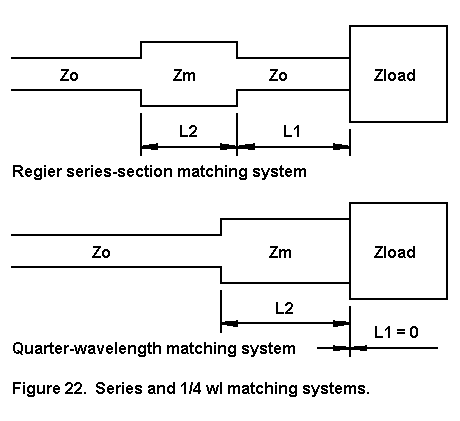 Zo Zm Zo Zload
L2 L1
Regier series-section matching system
Zo Zm Zload
L2
L1 = 0
Quarter-wavelength matching system
Figure 22. Series and 1/4 wl matching systems.